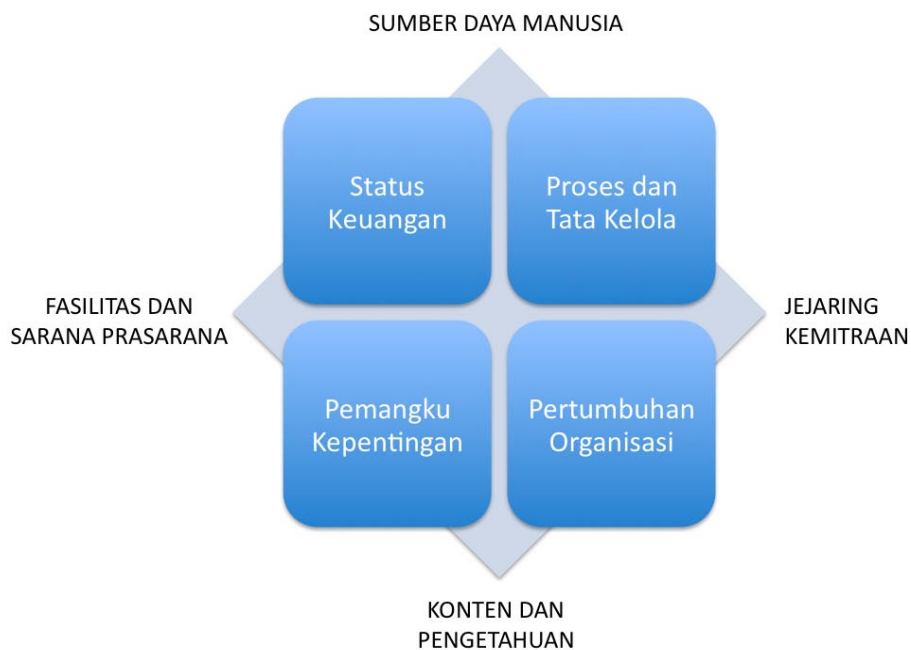 SUMBER DAYA MANUSIA
Status
Keuangan
Proses dan
Tata Kelola
FASILITAS DAN
SARANA PRASARANA
JEJARING
KEMITRAAN
Pemangku
Kepentingan
Pertumbuhan
Organisasi
KONTEN DAN
PENGETAHUAN